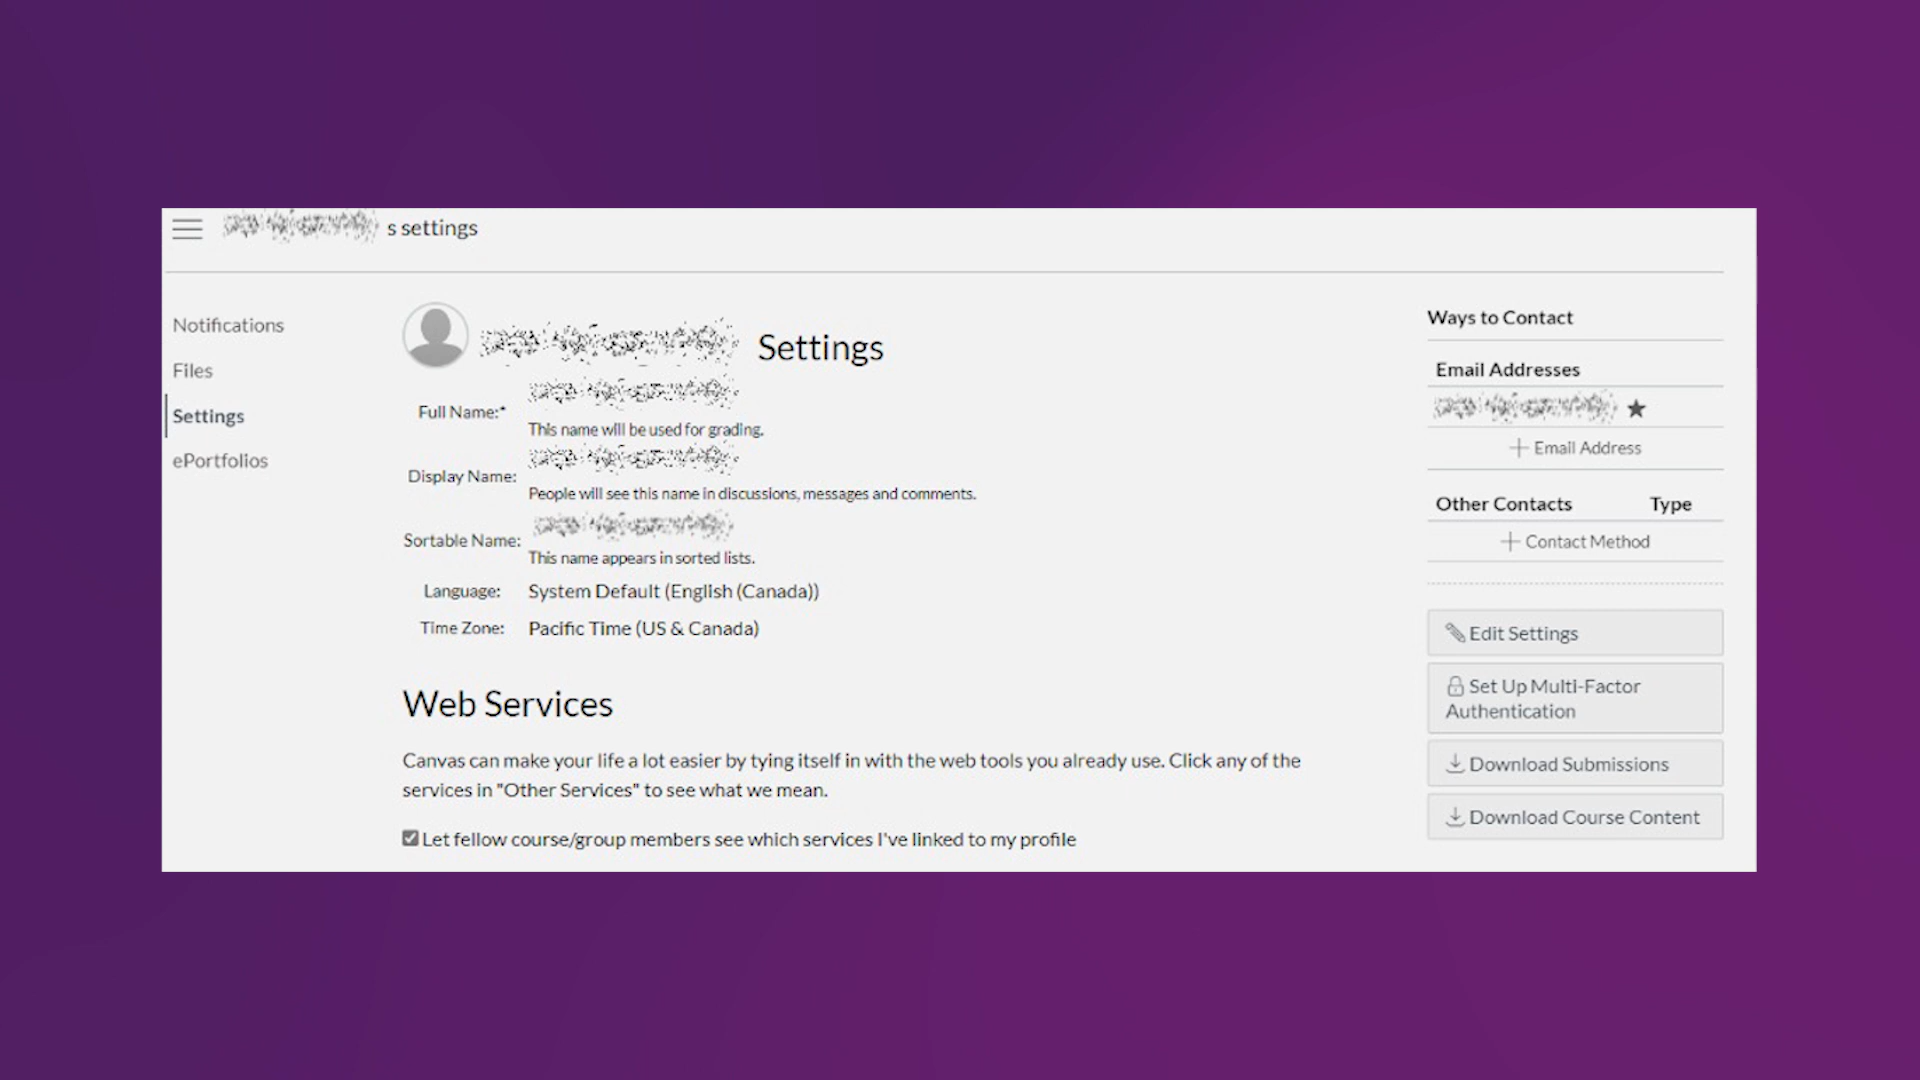 s settings
Notifications
Files
Settings
ePortfolios
Settings
Full Name:*
This name will be used for grading.
Display Name:
People will see this name in discussions, messages and comments.
Sortable Name:
This name appears in sorted lists.
Language: System Default (English (Canada))
Time Zone: Pacific Time (US & Canada)
Web Services
Canvas can make your life a lot easier by tying itself in with the web tools you already use. Click any of the
services in "Other Services" to see what we mean.
Let fellow course/group members see which services I've linked to my profile
Ways to Contact
Email Addresses
Email Address
Other Contacts Type
Contact Method
Edit Settings
Set Up Multi-Factor
Authentication
Download Submissions
Download Course Content